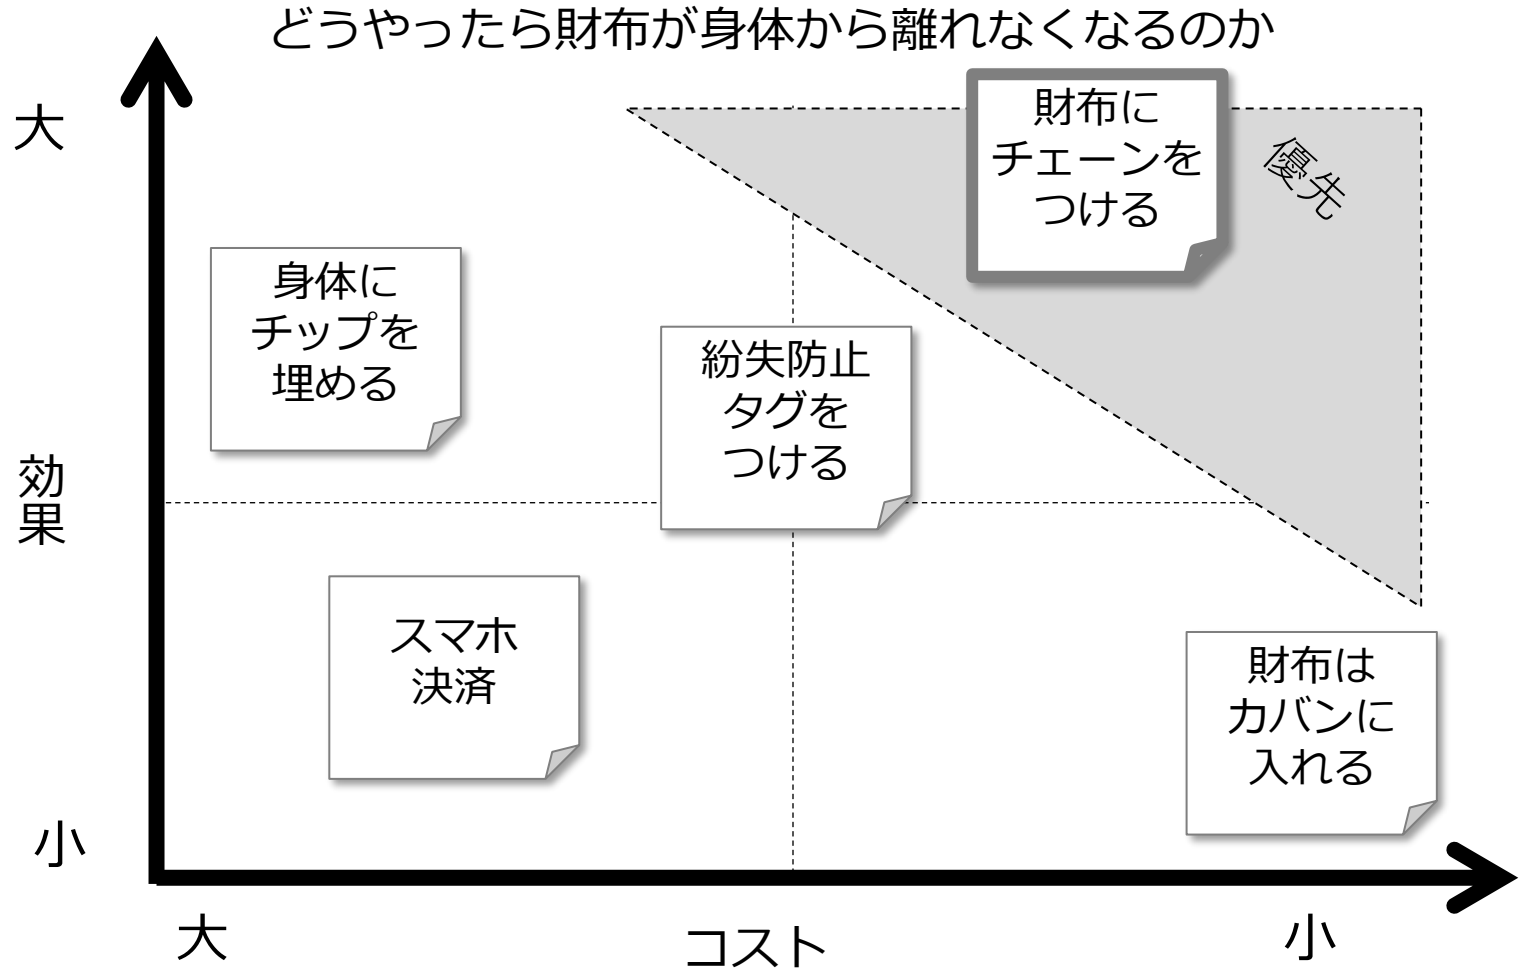 どうやったら財布が身体から離れなくなるのか
大
財布に
チェーンを
つける
優先
身体に
チップを
埋める
紛失防止
タグを
つける
効
果
スマホ
決済
財布は
カバンに
入れる
小
大
コスト
小